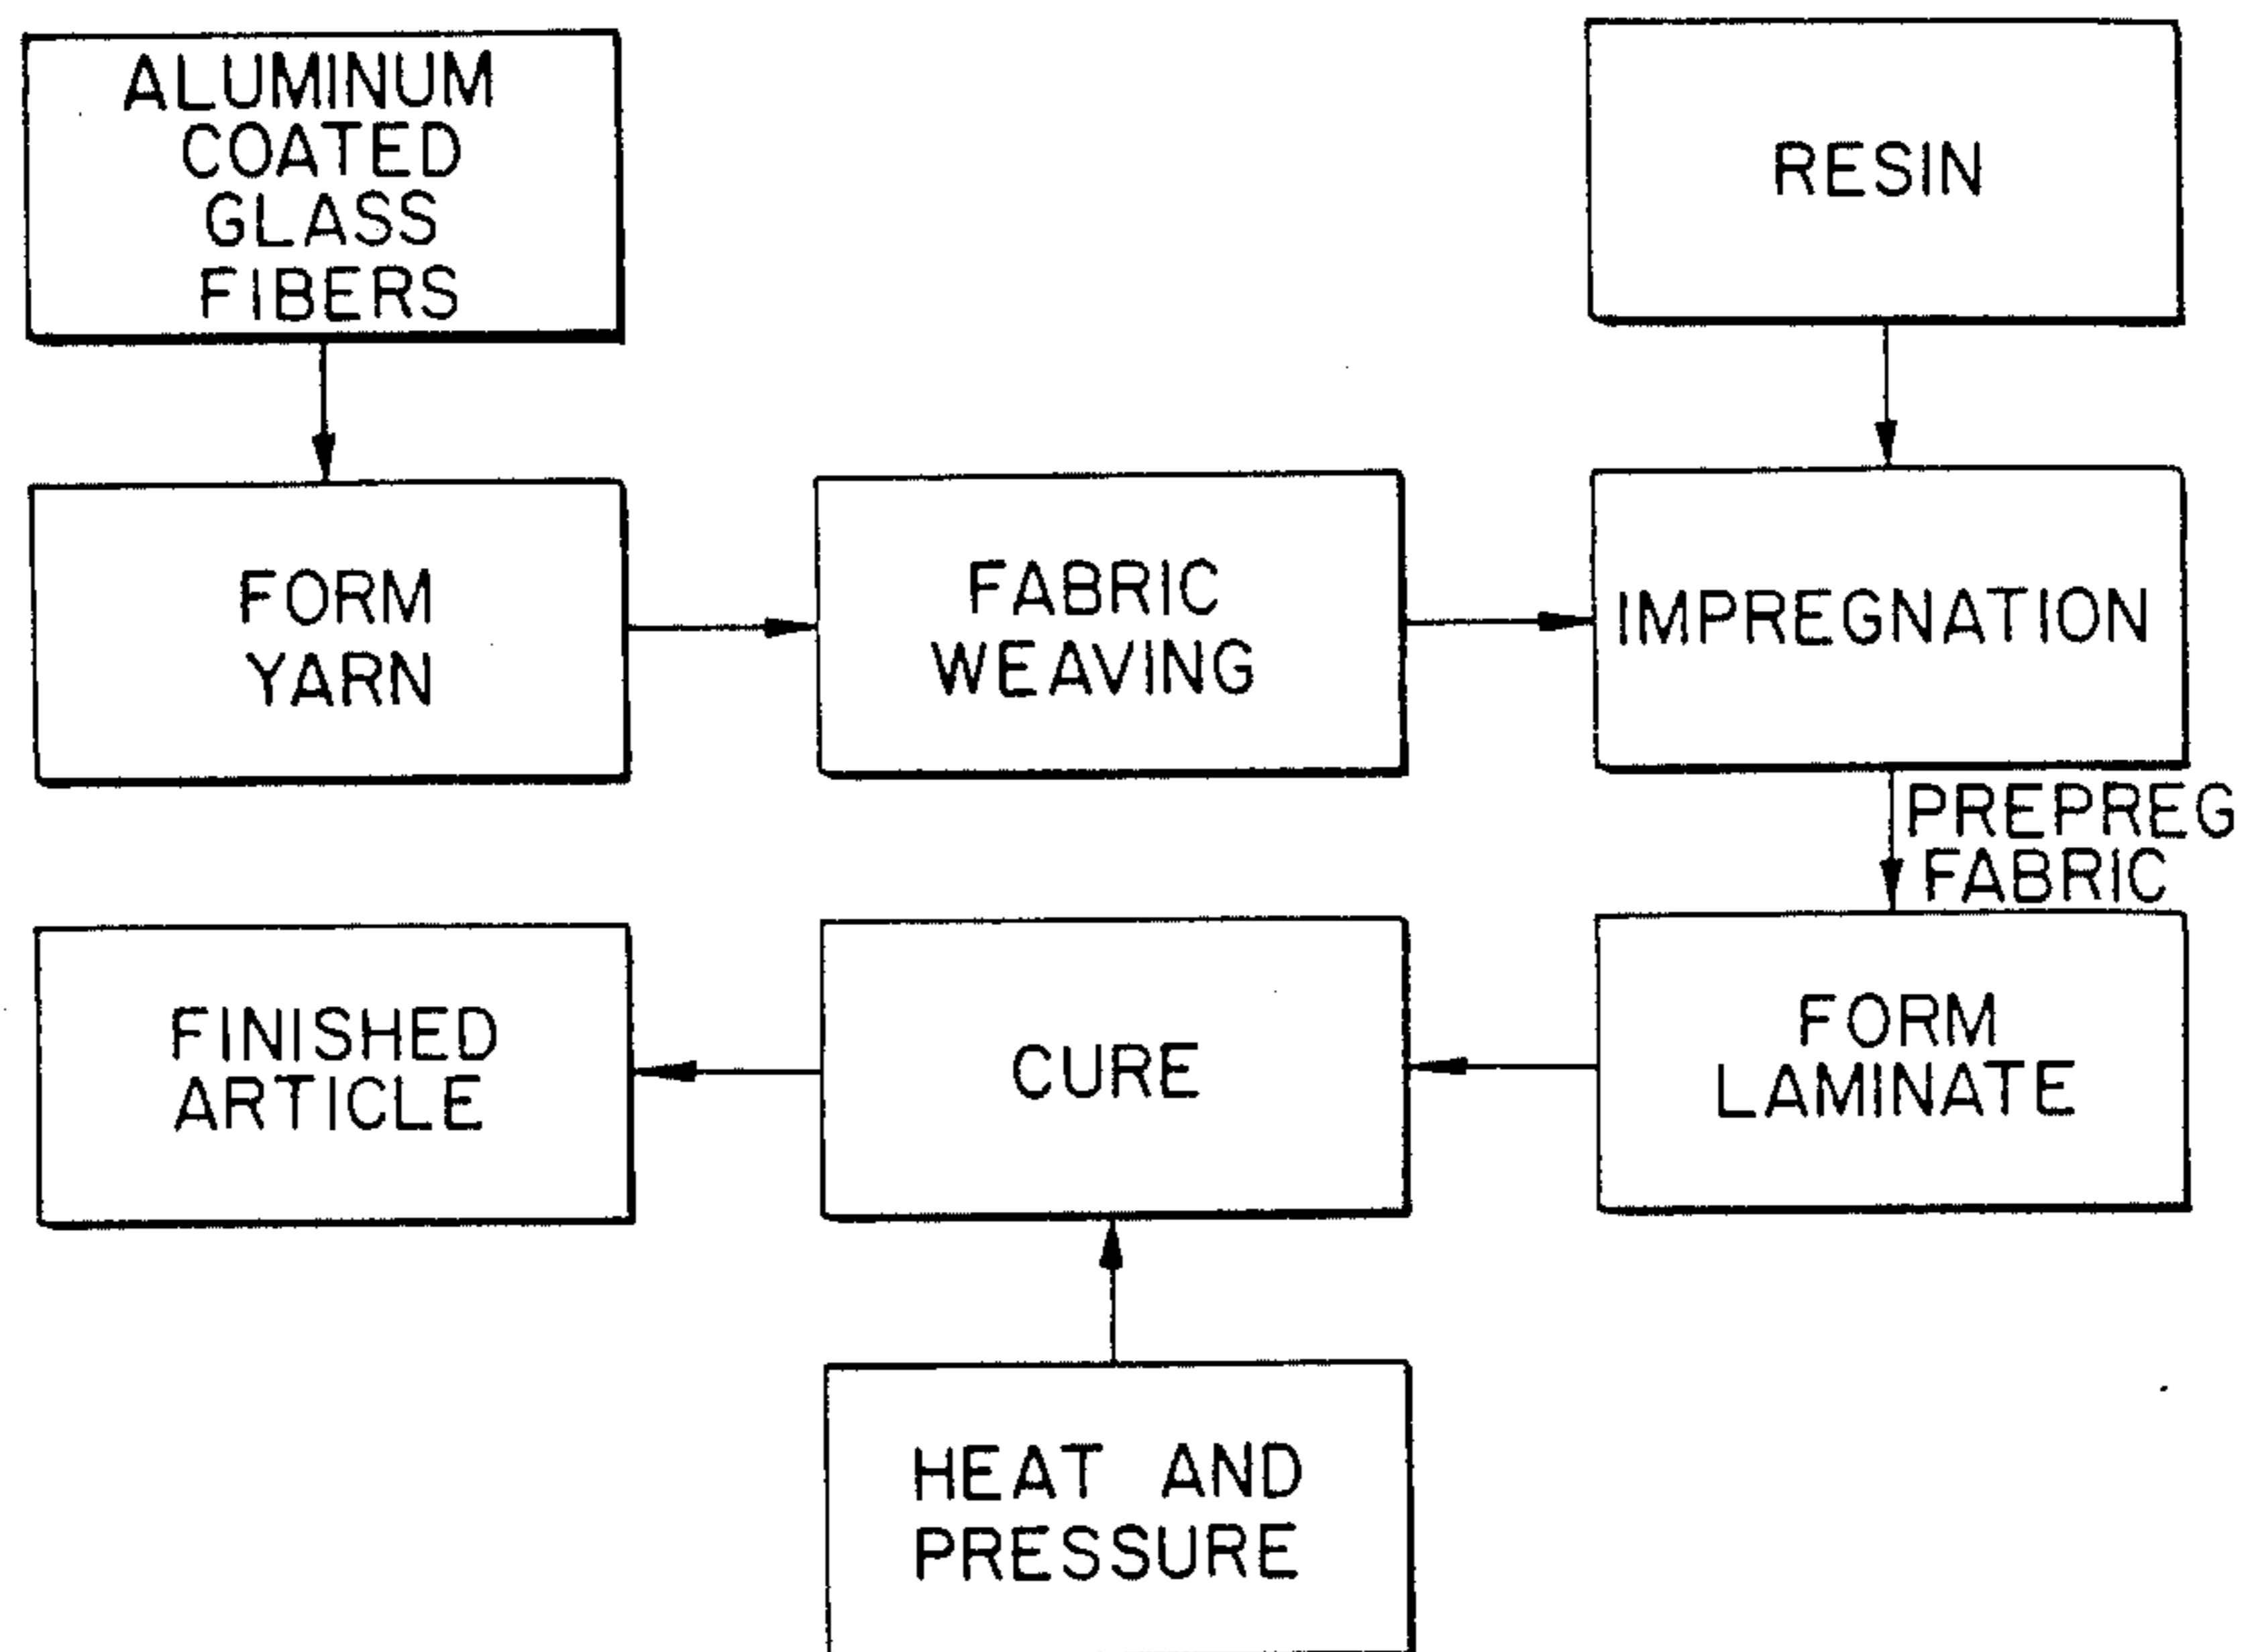 ALUMINUM
COATED
GLASS
FIBERS
RESIN
FORM
YARN
FABRIC
WEAVING
IMPREGNATION
PREPREG
FABRIC
FINISHED
ARTICLE
CURE
FORM
LAMINATE
HEAT AND
PRESSURE